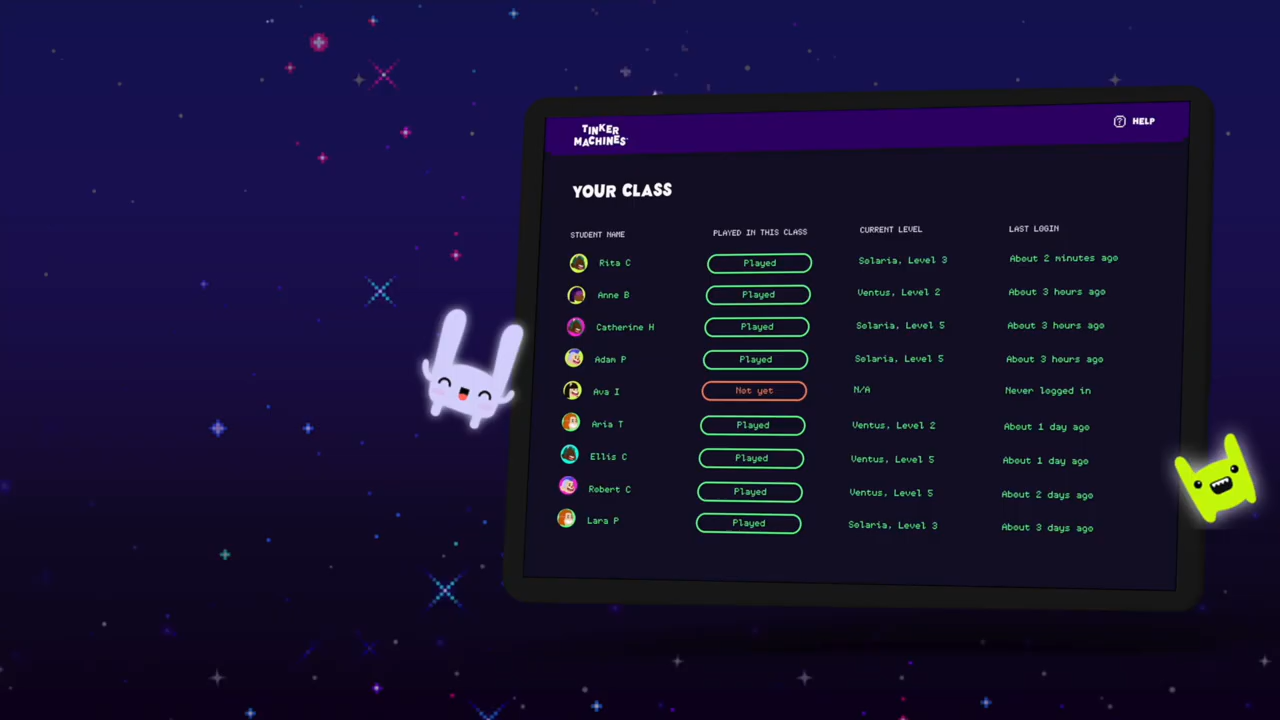 TINKER
MACHINES
HELP
YOUR CLASS
STUDENT NAME PLAYED IN THIS CLASS CURRENT LEVEL LAST LOGIN
Rita C Played Solaria, Level 3 About 2 minutes ago
Anne B Played Ventus, Level 2 About 3 hours ago
Catherine H Played Solaria, Level 5 About 3 hours ago
Adam P Played Solaria, Level 5 About 3 hours ago
Ava I Not yet N/A Never logged in
Aria T Played Ventus, Level 2 About 1 day ago
Ellis C Played Ventus, Level 5 About 1 day ago
Robert C Played Ventus, Level 5 About 2 days ago
Lara P Played Solaria, Level 3 About 3 days ago